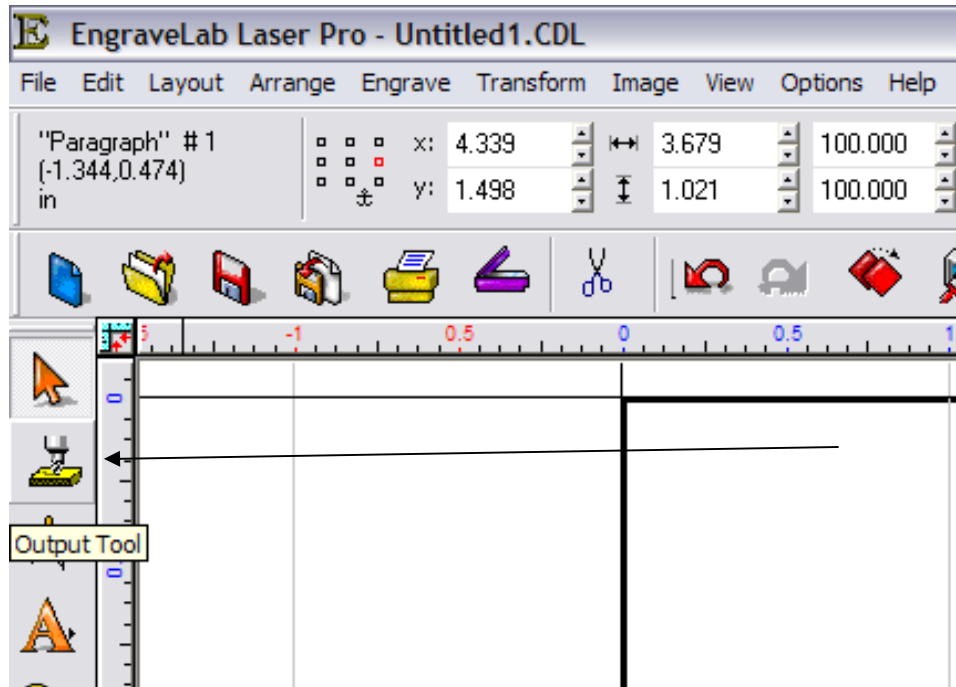 EngraveLab Laser Pro - Untitled1.CDL
File Edit Layout Arrange Engrave Transform Image View Options Help
"Paragraph" # 1
(-1.344,0.474)
in
x: 4.339 3.679 100.000
y: 1.498 1.021 100.000
5 -1 0.5 0 0.5 1
0
Output Tool
0